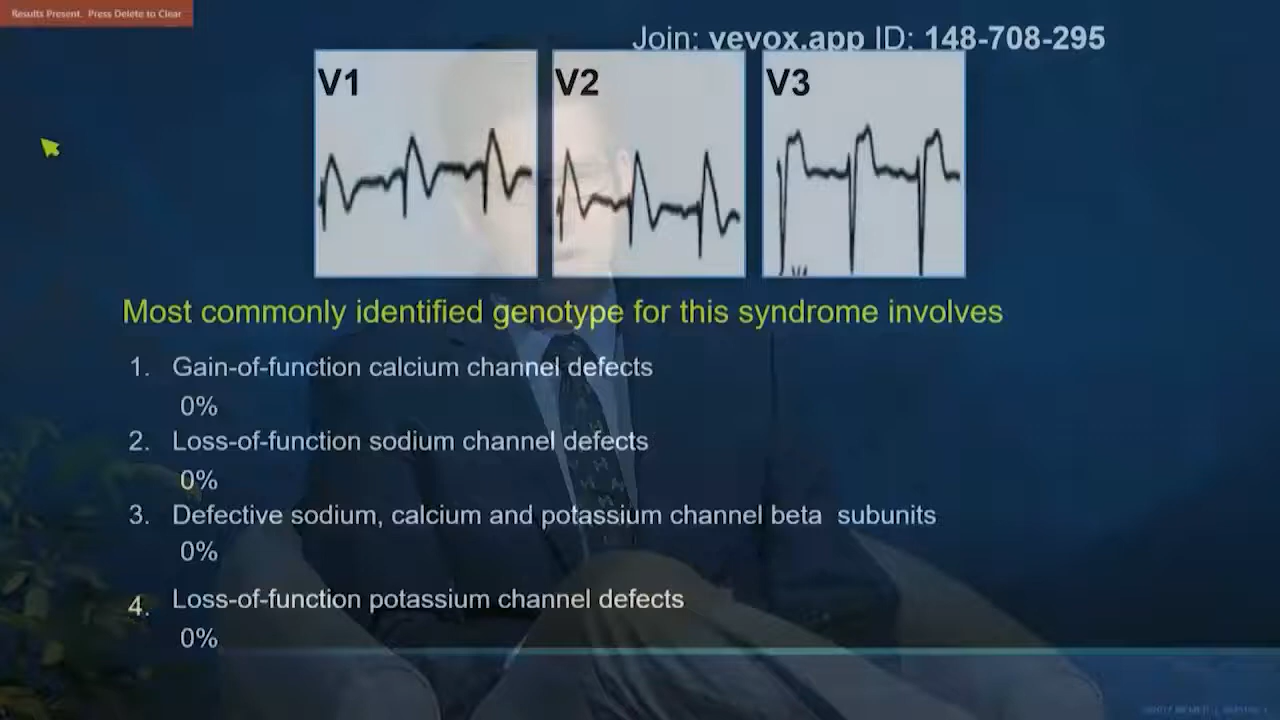 Results Present. Press Delete to Clear
Join: vevox.app ID: 148-708-295
V1
V2
V3
Most commonly identified genotype for this syndrome involves
1. Gain-of-function calcium channel defects
0%
2. Loss-of-function sodium channel defects
0%
3. Defective sodium, calcium and potassium channel beta subunits
0%
4. Loss-of-function potassium channel defects
0%